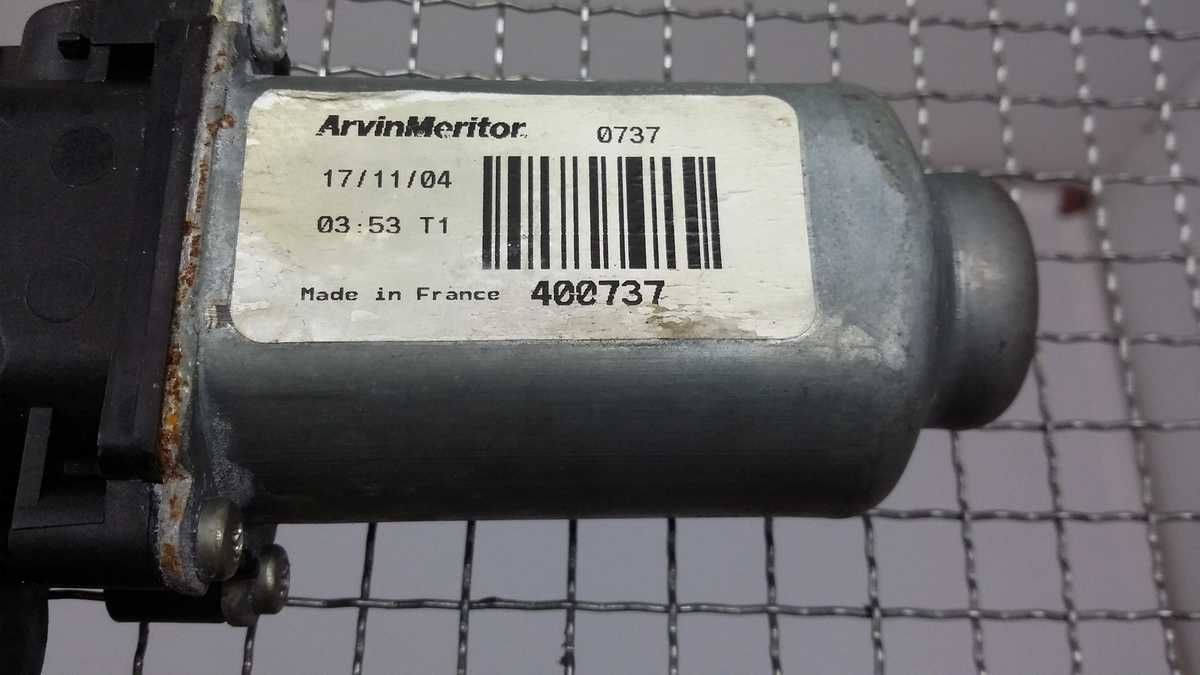 ArvinMeritor 0737
17/11/04
03:53 T1
Made in France 400737